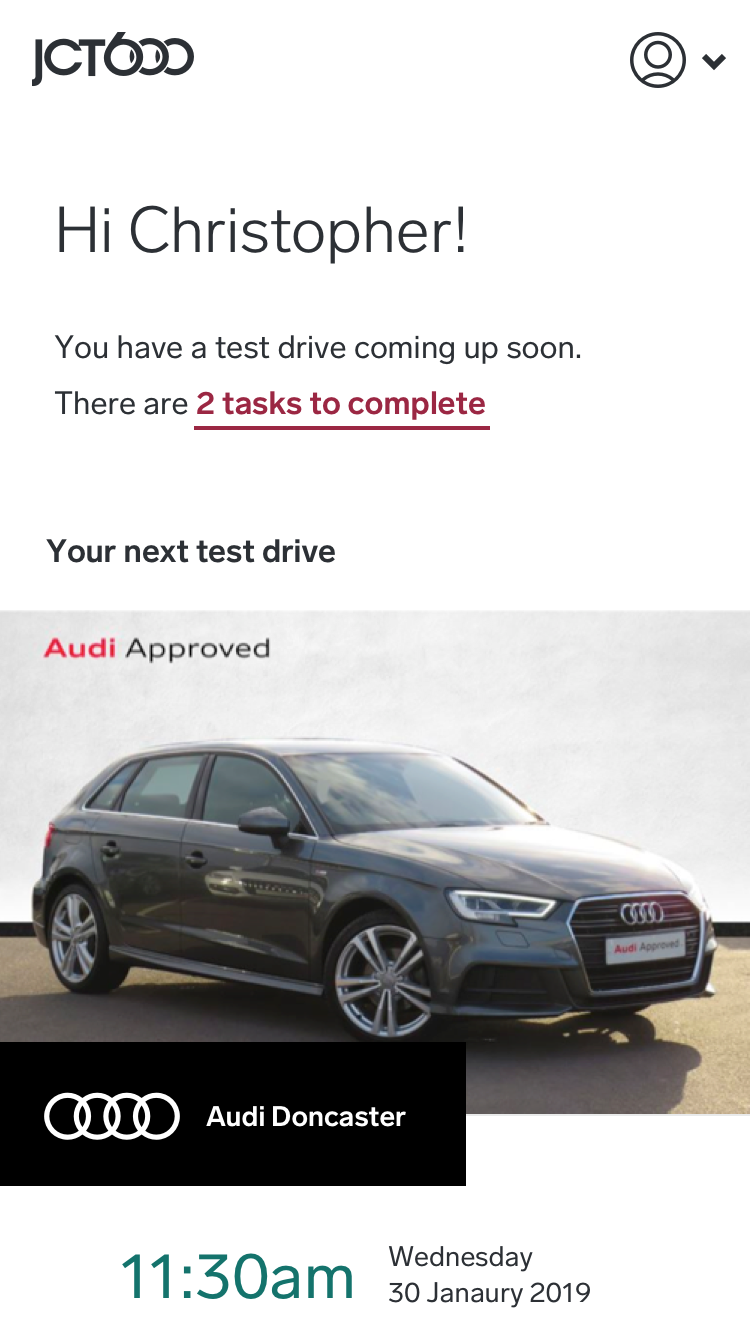 JCT600
Hi Christopher!
You have a test drive coming up soon.
There are 2 tasks to complete
Your next test drive
Audi Approved
Audi Approved
Audi Doncaster
11:30am
Wednesday
30 Janaury 2019